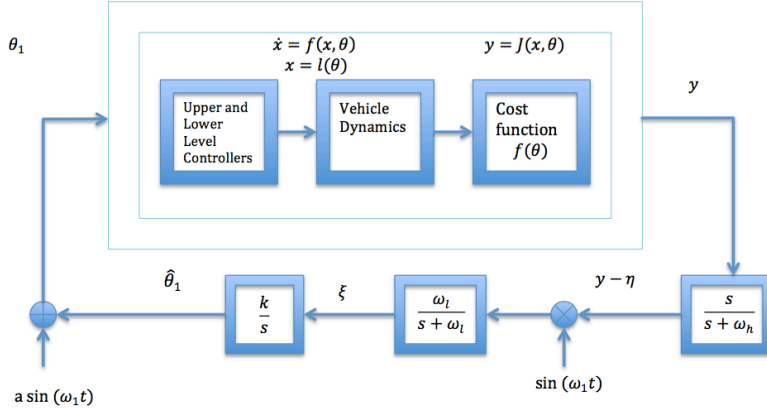 θ₁
ẋ = f(x, θ)
x = l(θ)
y = J(x, θ)
y
Upper and
Lower
Level
Controllers
Vehicle
Dynamics
Cost
function
f(θ)
θ̂₁
k
s
ξ
ωₗ
s + ωₗ
y − η
s
s + ωₕ
a sin (ω₁t)
sin (ω₁t)